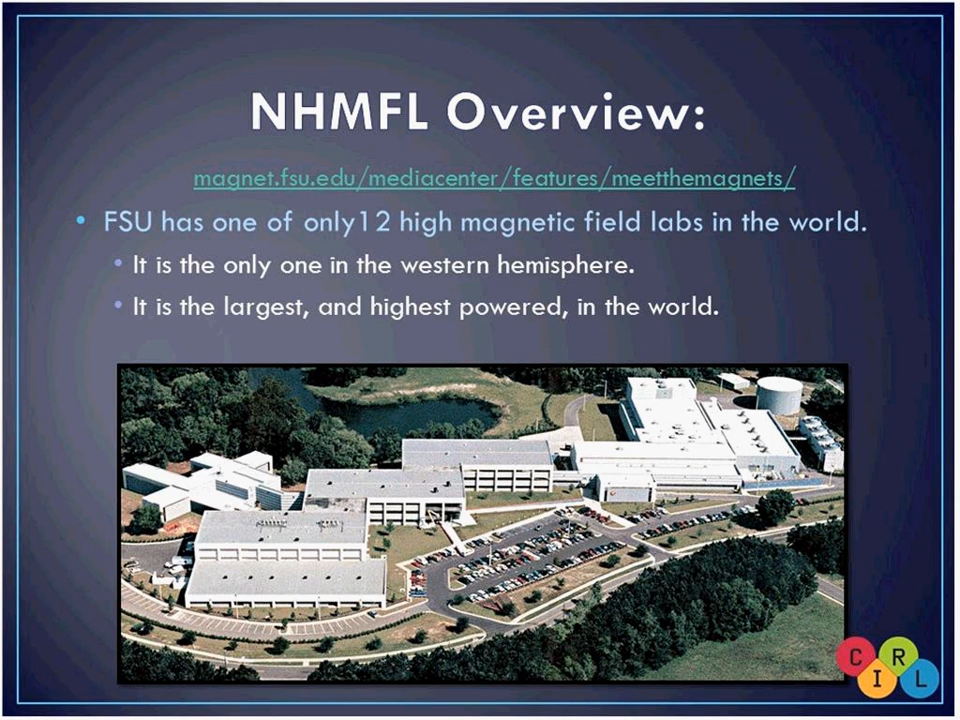 NHMFL Overview:
magnet.fsu.edu/mediacenter/features/meetthemagnets/
• FSU has one of only12 high magnetic field labs in the world.
• It is the only one in the western hemisphere.
• It is the largest, and highest powered, in the world.
C R
I L